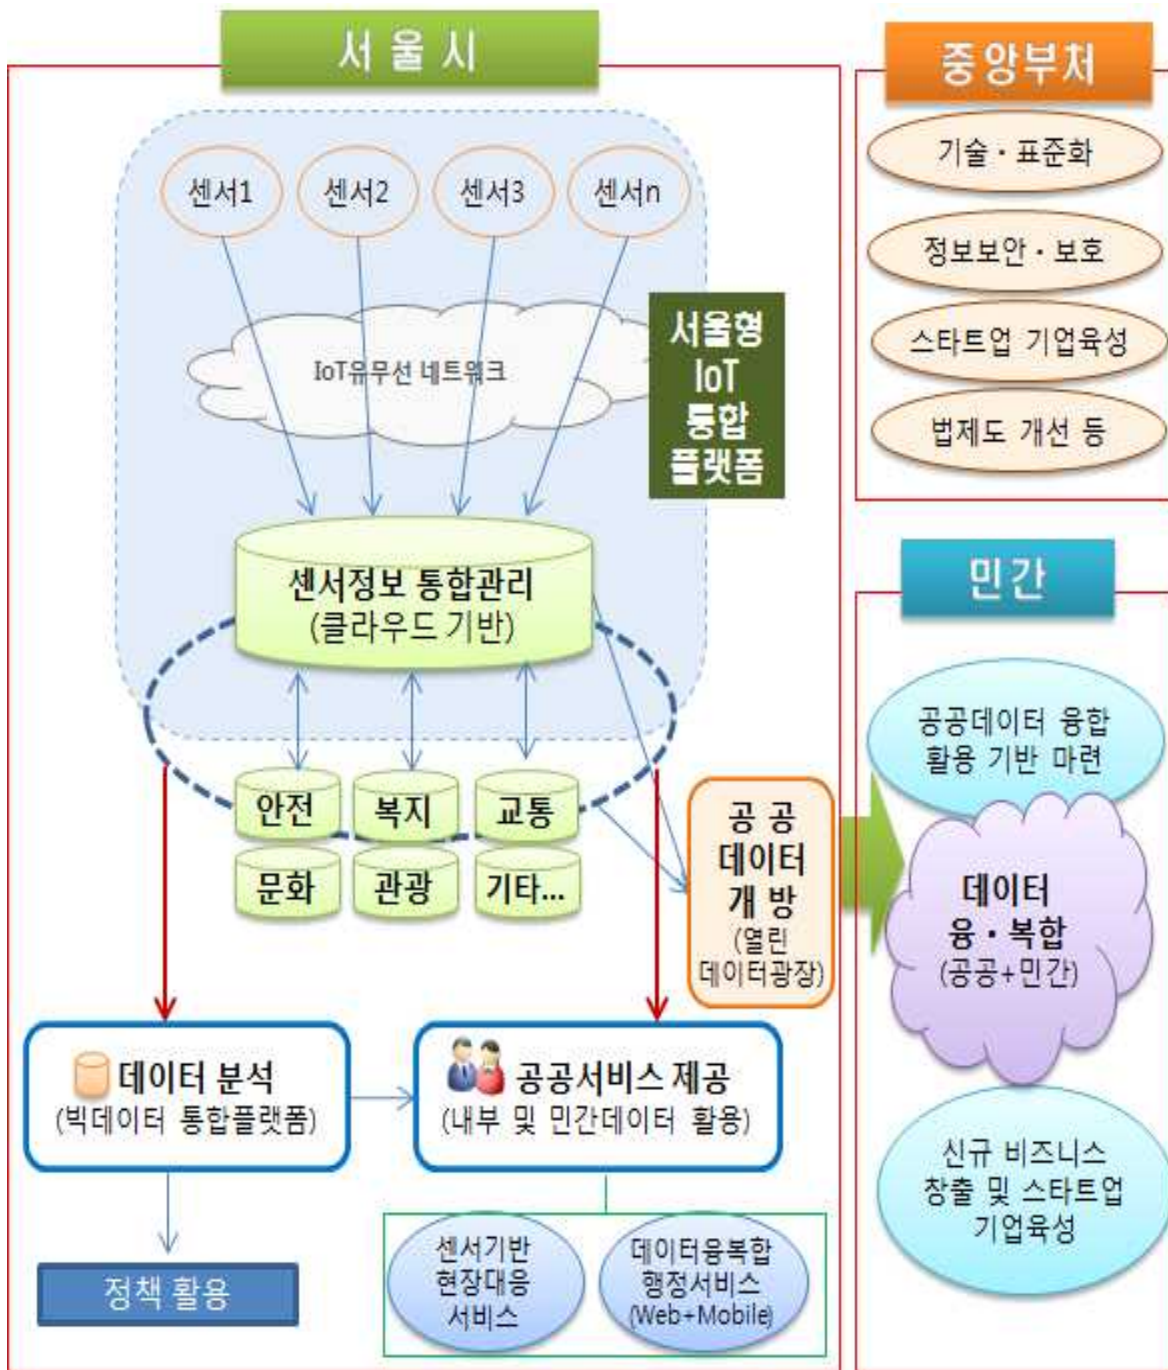 서울시
센서1
센서2
센서3
센서n
IoT유무선 네트워크
서울형
IoT
통합
플랫폼
센서정보 통합관리
(클라우드 기반)
안전
복지
교통
문화
관광
기타...
공 공
데이터
개 방
(열린
데이터광장)
데이터 분석
(빅데이터 통합플랫폼)
공공서비스 제공
(내부 및 민간데이터 활용)
정책 활용
센서기반
현장대응
서비스
데이터융복합
행정서비스
(Web+Mobile)
중앙부처
기술·표준화
정보보안·보호
스타트업 기업육성
법제도 개선 등
민간
공공데이터 융합
활용 기반 마련
데이터
융·복합
(공공+민간)
신규 비즈니스
창출 및 스타트업
기업육성